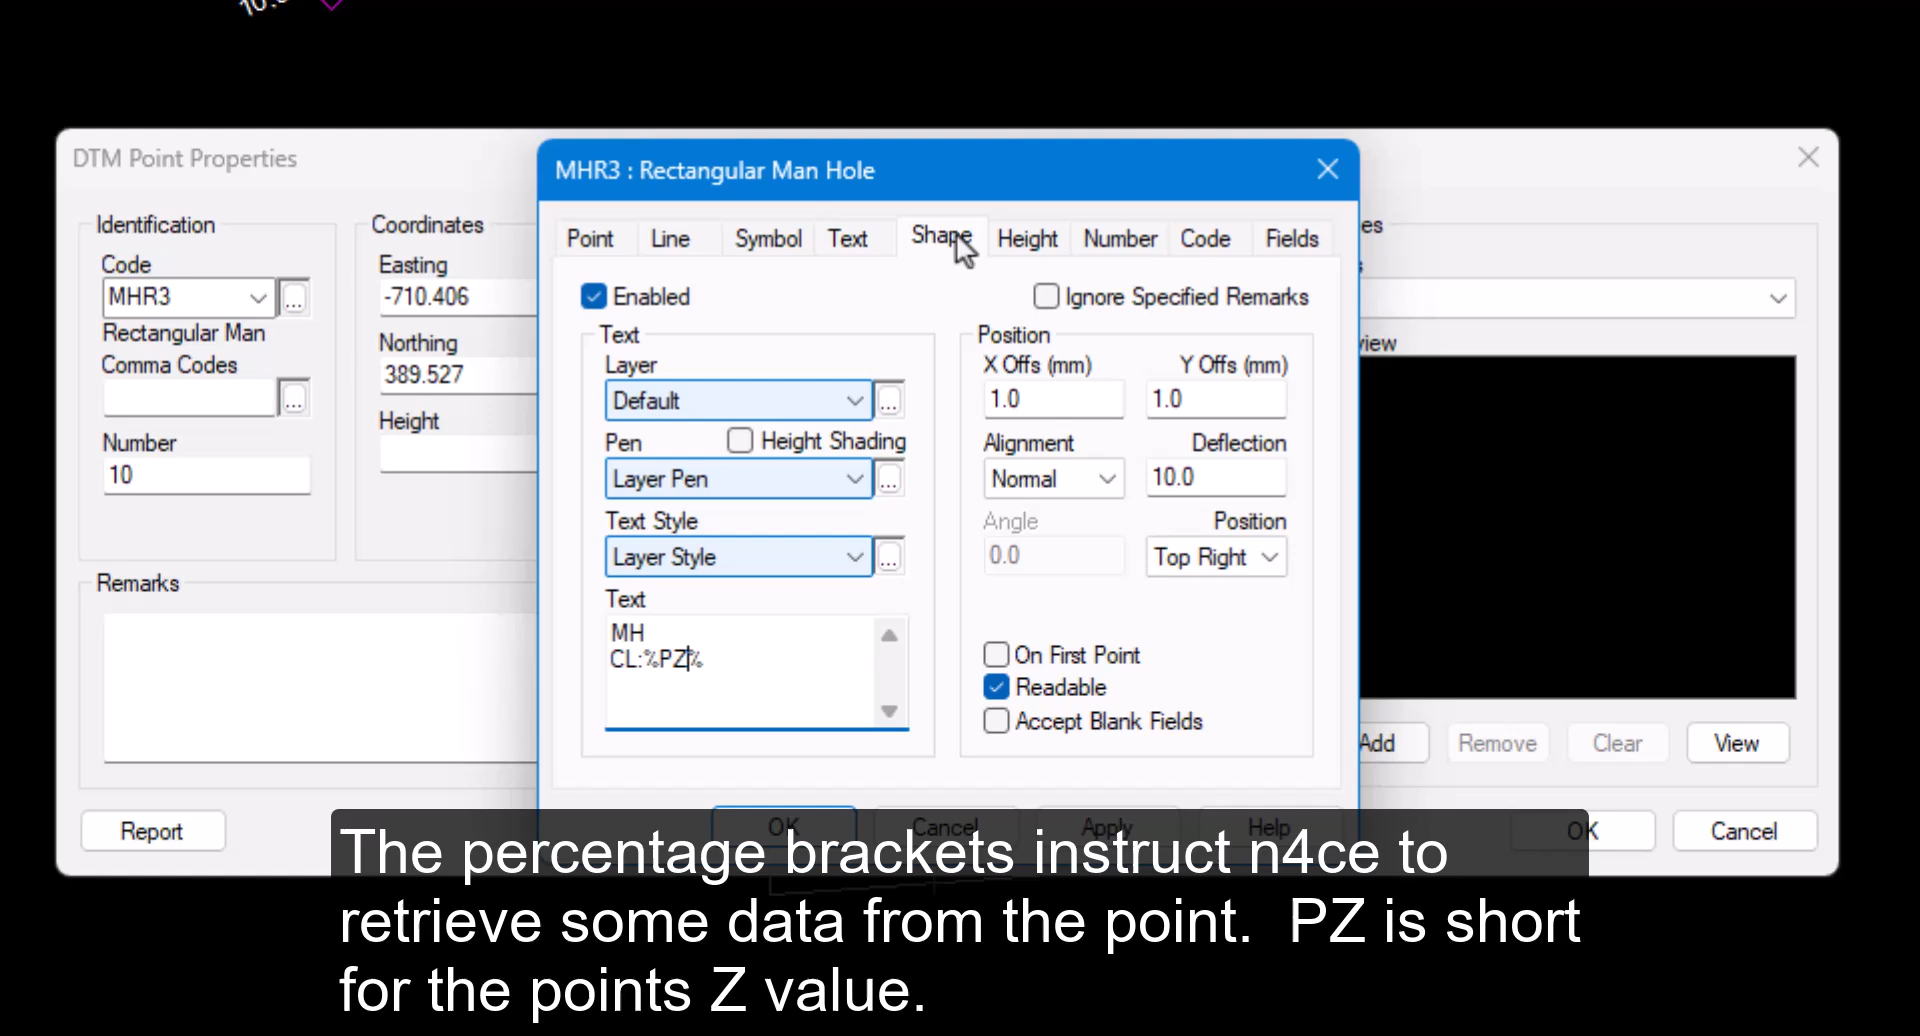 10.
DTM Point Properties
Identification
Code
MHR3
...
Rectangular Man
Comma Codes
...
Number
10
Coordinates
Easting
-710.406
Northing
389.527
Height
Remarks
Report
MHR3 : Rectangular Man Hole
Point Line Symbol Text Shape Height Number Code Fields
Enabled
Ignore Specified Remarks
Text
Layer
Default
...
Pen
Height Shading
Layer Pen
...
Text Style
Layer Style
...
Text
MH
CL:%PZ%
Position
X Offs (mm) Y Offs (mm)
1.0 1.0
Alignment Deflection
Normal 10.0
Angle Position
0.0 Top Right
On First Point
Readable
Accept Blank Fields
OK Cancel Apply Help
es
view
Add Remove Clear View
OK Cancel
The percentage brackets instruct n4ce to
retrieve some data from the point. PZ is short
for the points Z value.